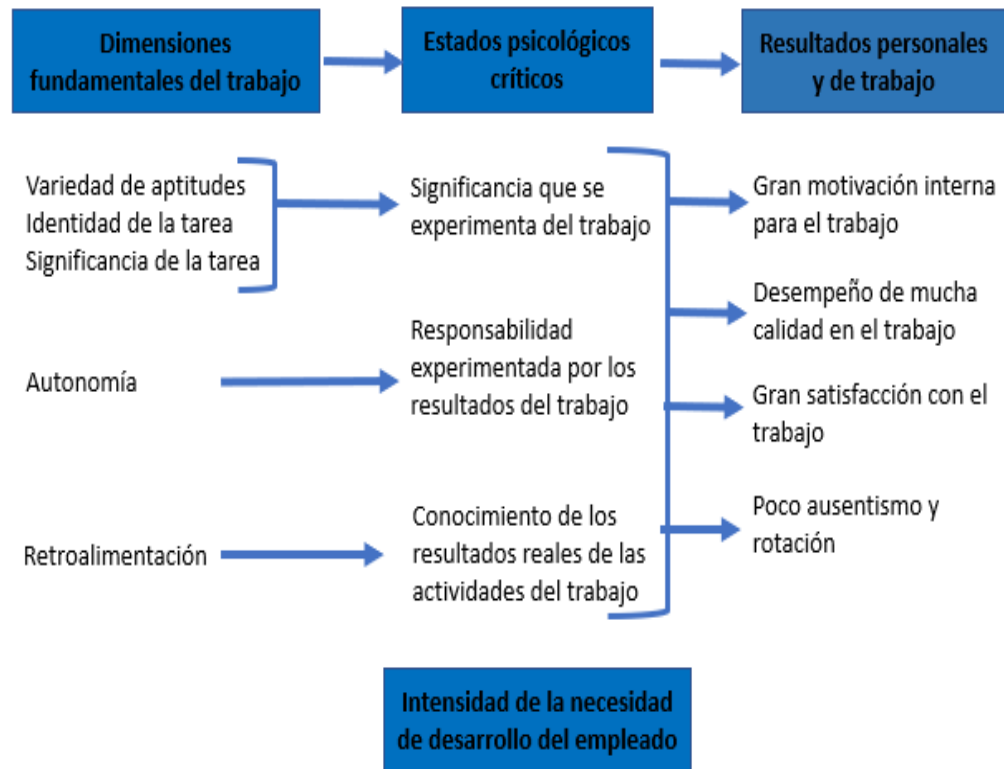 Dimensiones
fundamentales del trabajo
Estados psicológicos
críticos
Resultados personales
y de trabajo
Variedad de aptitudes
Identidad de la tarea
Significancia de la tarea
Significancia que se
experimenta del trabajo
Gran motivación interna
para el trabajo
Desempeño de mucha
calidad en el trabajo
Autonomía
Responsabilidad
experimentada por los
resultados del trabajo
Gran satisfacción con el
trabajo
Retroalimentación
Conocimiento de los
resultados reales de las
actividades del trabajo
Poco ausentismo y
rotación
Intensidad de la necesidad
de desarrollo del empleado